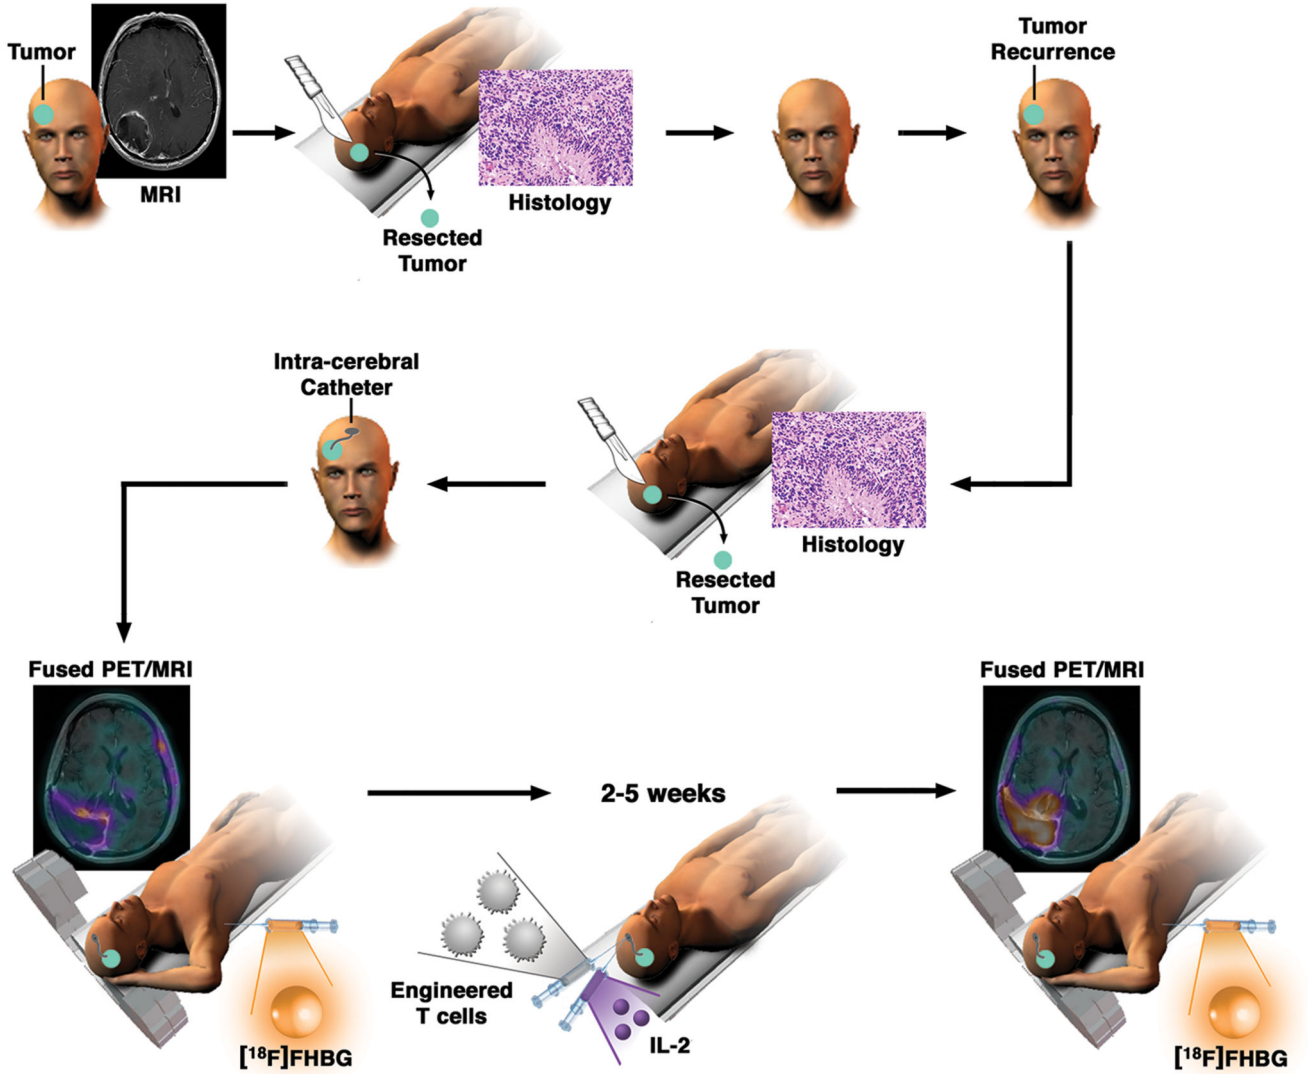 Tumor
MRI
Resected
Tumor
Histology
Tumor
Recurrence
Intra-cerebral
Catheter
Resected
Tumor
Histology
Fused PET/MRI
[¹⁸F]FHBG
2-5 weeks
Engineered
T cells
IL-2
Fused PET/MRI
[¹⁸F]FHBG